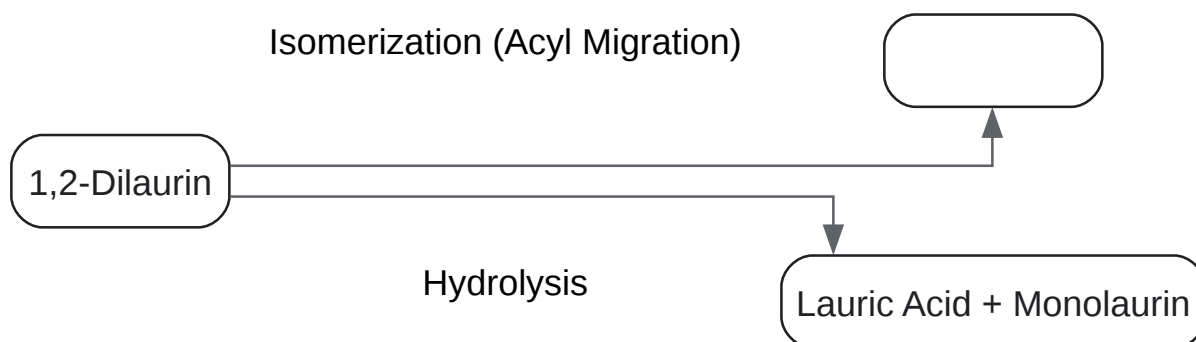 Isomerization (Acyl Migration)
1,2-Dilaurin
Hydrolysis
Lauric Acid + Monolaurin